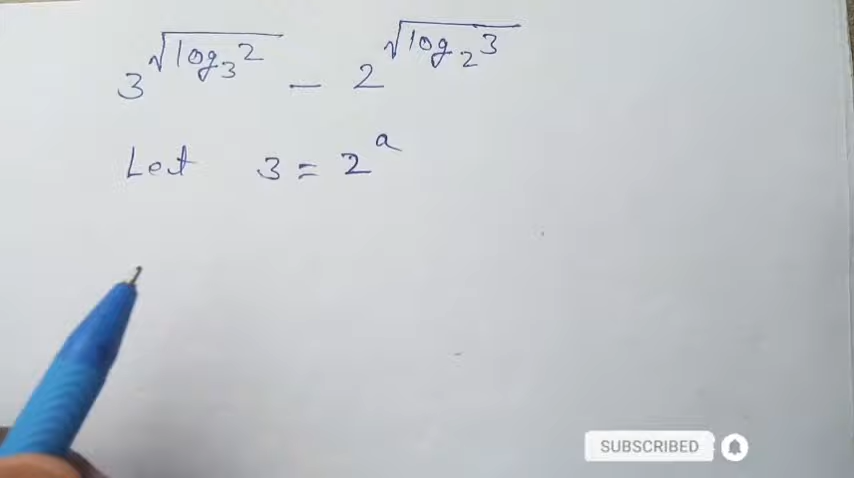 3^√(log₃2) − 2^√(log₂3)
Let 3 = 2^a
SUBSCRIBED